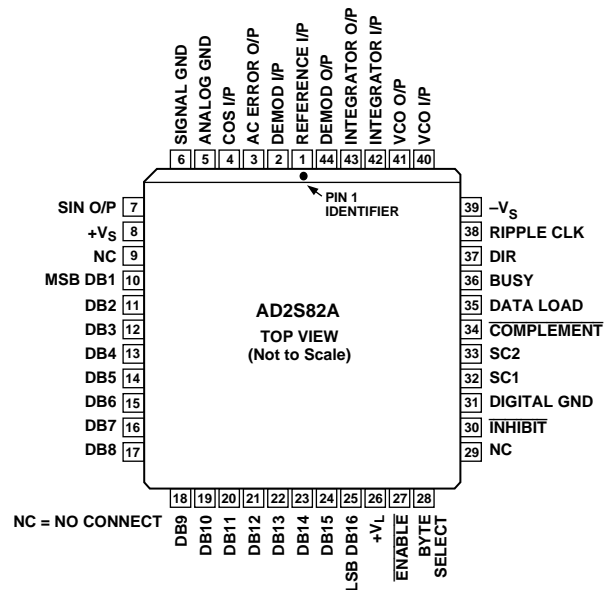 SIGNAL GND
ANALOG GND
COS I/P
AC ERROR O/P
DEMOD I/P
REFERENCE I/P
DEMOD O/P
INTEGRATOR O/P
INTEGRATOR I/P
VCO O/P
VCO I/P
6 5 4 3 2 1 44 43 42 41 40
PIN 1
IDENTIFIER
SIN O/P 7
+VS 8
NC 9
MSB DB1 10
DB2 11
DB3 12
DB4 13
DB5 14
DB6 15
DB7 16
DB8 17
AD2S82A
TOP VIEW
(Not to Scale)
39 –VS
38 RIPPLE CLK
37 DIR
36 BUSY
35 DATA LOAD
34 COMPLEMENT
33 SC2
32 SC1
31 DIGITAL GND
30 INHIBIT
29 NC
18 19 20 21 22 23 24 25 26 27 28
NC = NO CONNECT
DB9
DB10
DB11
DB12
DB13
DB14
DB15
LSB DB16
+VL
ENABLE
BYTE
SELECT